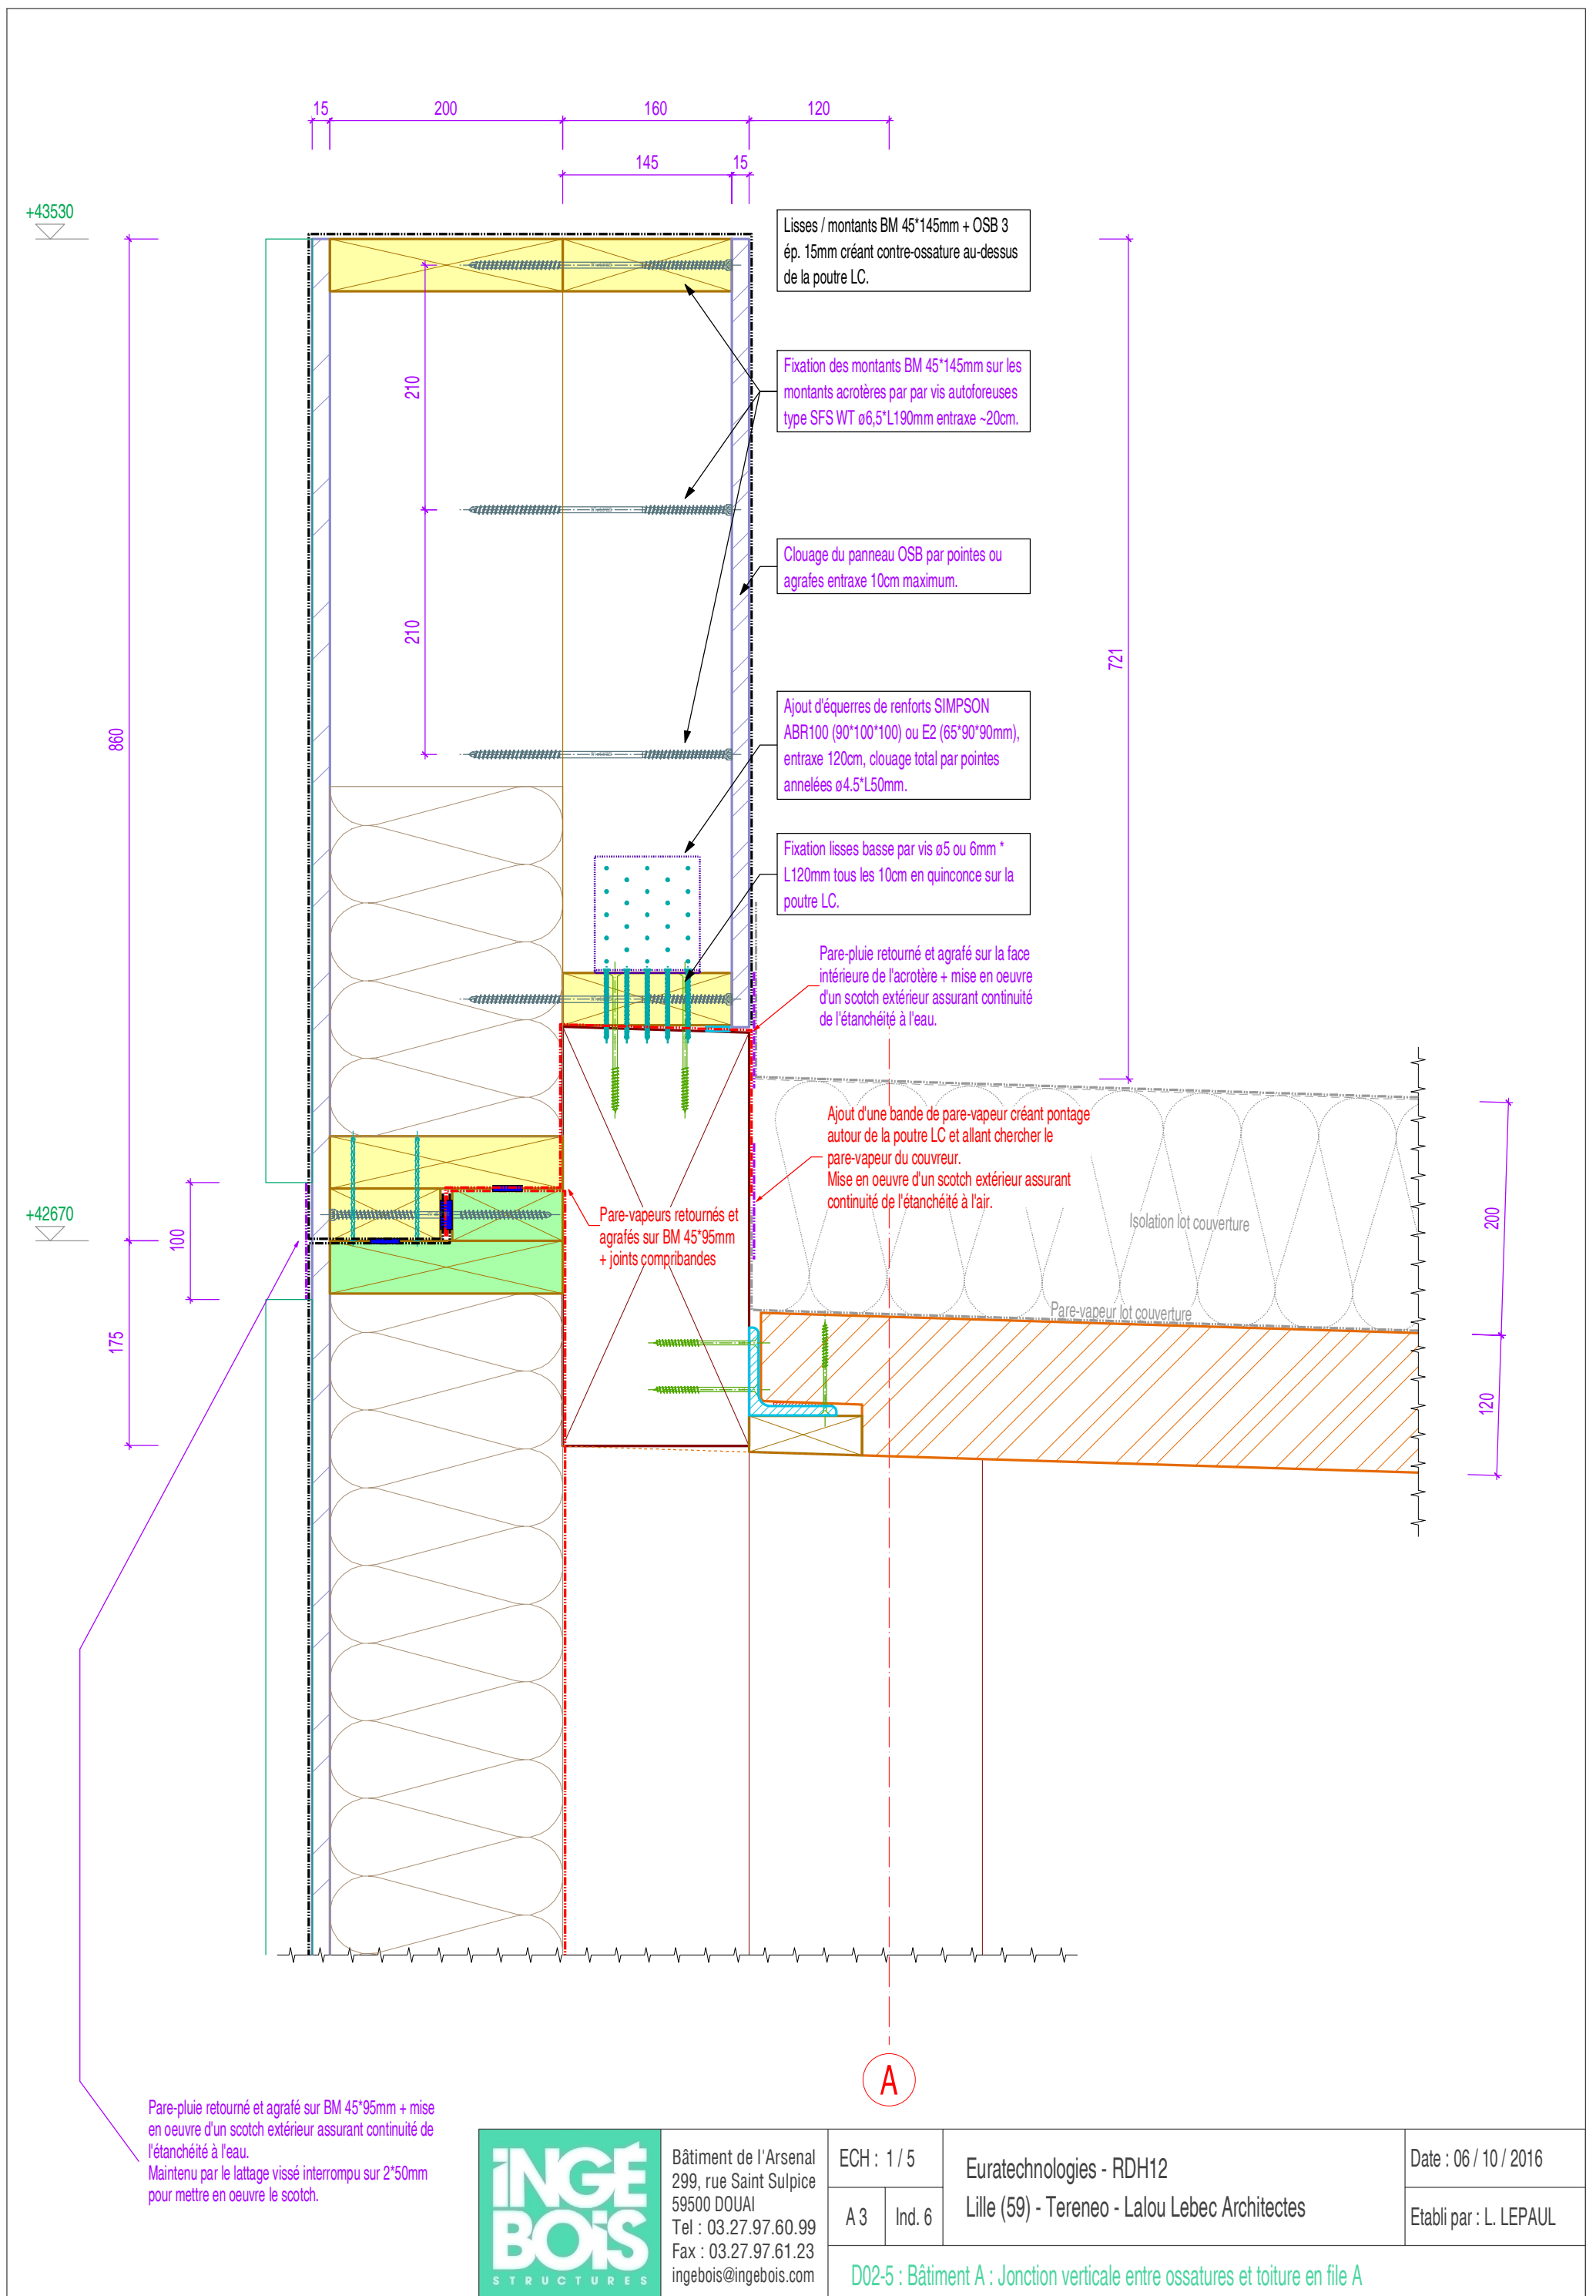 15
200
160
120
145
15
+43530
Lisses / montants BM 45*145mm + OSB 3
ép. 15mm créant contre-ossature au-dessus
de la poutre LC.
210
Fixation des montants BM 45*145mm sur les
montants acrotères par par vis autoforeuses
type SFS WT ø6,5*L190mm entraxe ~20cm.
Clouage du panneau OSB par pointes ou
agrafes entraxe 10cm maximum.
210
721
860
Ajout d'équerres de renforts SIMPSON
ABR100 (90*100*100) ou E2 (65*90*90mm),
entraxe 120cm, clouage total par pointes
annelées ø4.5*L50mm.
Fixation lisses basse par vis ø5 ou 6mm *
L120mm tous les 10cm en quinconce sur la
poutre LC.
Pare-pluie retourné et agrafé sur la face
intérieure de l'acrotère + mise en oeuvre
d'un scotch extérieur assurant continuité
de l'étanchéité à l'eau.
Ajout d'une bande de pare-vapeur créant pontage
autour de la poutre LC et allant chercher le
pare-vapeur du couvreur.
Mise en oeuvre d'un scotch extérieur assurant
continuité de l'étanchéité à l'air.
+42670
100
Pare-vapeurs retournés et
agrafés sur BM 45*95mm
+ joints compribandes
Isolation lot couverture
200
Pare-vapeur lot couverture
175
120
A
Pare-pluie retourné et agrafé sur BM 45*95mm + mise
en oeuvre d'un scotch extérieur assurant continuité de
l'étanchéité à l'eau.
Maintenu par le lattage vissé interrompu sur 2*50mm
pour mettre en oeuvre le scotch.
iNGÉ
BOiS
STRUCTURES
Bâtiment de l'Arsenal
299, rue Saint Sulpice
59500 DOUAI
Tel : 03.27.97.60.99
Fax : 03.27.97.61.23
ingebois@ingebois.com
ECH : 1 / 5
A 3
Ind. 6
Euratechnologies - RDH12
Lille (59) - Tereneo - Lalou Lebec Architectes
Date : 06 / 10 / 2016
Etabli par : L. LEPAUL
D02-5 : Bâtiment A : Jonction verticale entre ossatures et toiture en file A